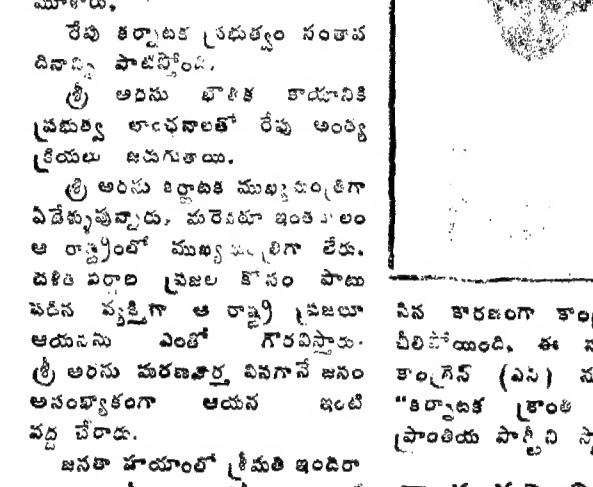 మూశారు.
రేపు కర్నాటక ప్రభుత్వం సంతాప
దినాన్ని పాటిస్తోంది.
శ్రీ అరసు భౌతిక కాయానికి
ప్రభుత్వ లాంఛనాలతో రేపు అంత్య
క్రియలు జరుగుతాయి.
శ్రీ అరసు కర్ణాటక ముఖ్యమంత్రిగా
ఏడేళ్ళుపున్నారు. మరెవరూ ఇంతకాలం
ఆ రాష్ట్రంలో ముఖ్యమంత్రిగా లేరు.
దళిత వర్గాల ప్రజల కోసం పాటు
పడిన వ్యక్తిగా ఆ రాష్ట్ర ప్రజలూ
ఆయనను ఎంతో గౌరవిస్తారు.
శ్రీ అరసు మరణవార్త వినగానే జనం
అసంఖ్యాకంగా ఆయన ఇంటి
వద్ద చేరారు.
జనతా హయాంలో శ్రీమతి ఇందిరా
సిన కారణంగా
చీలిపోయింది. ఈ
కాంగ్రెస్ (ఎస్)
"కర్నాటక క్రాంతి
ప్రాంతీయ పార్టీని